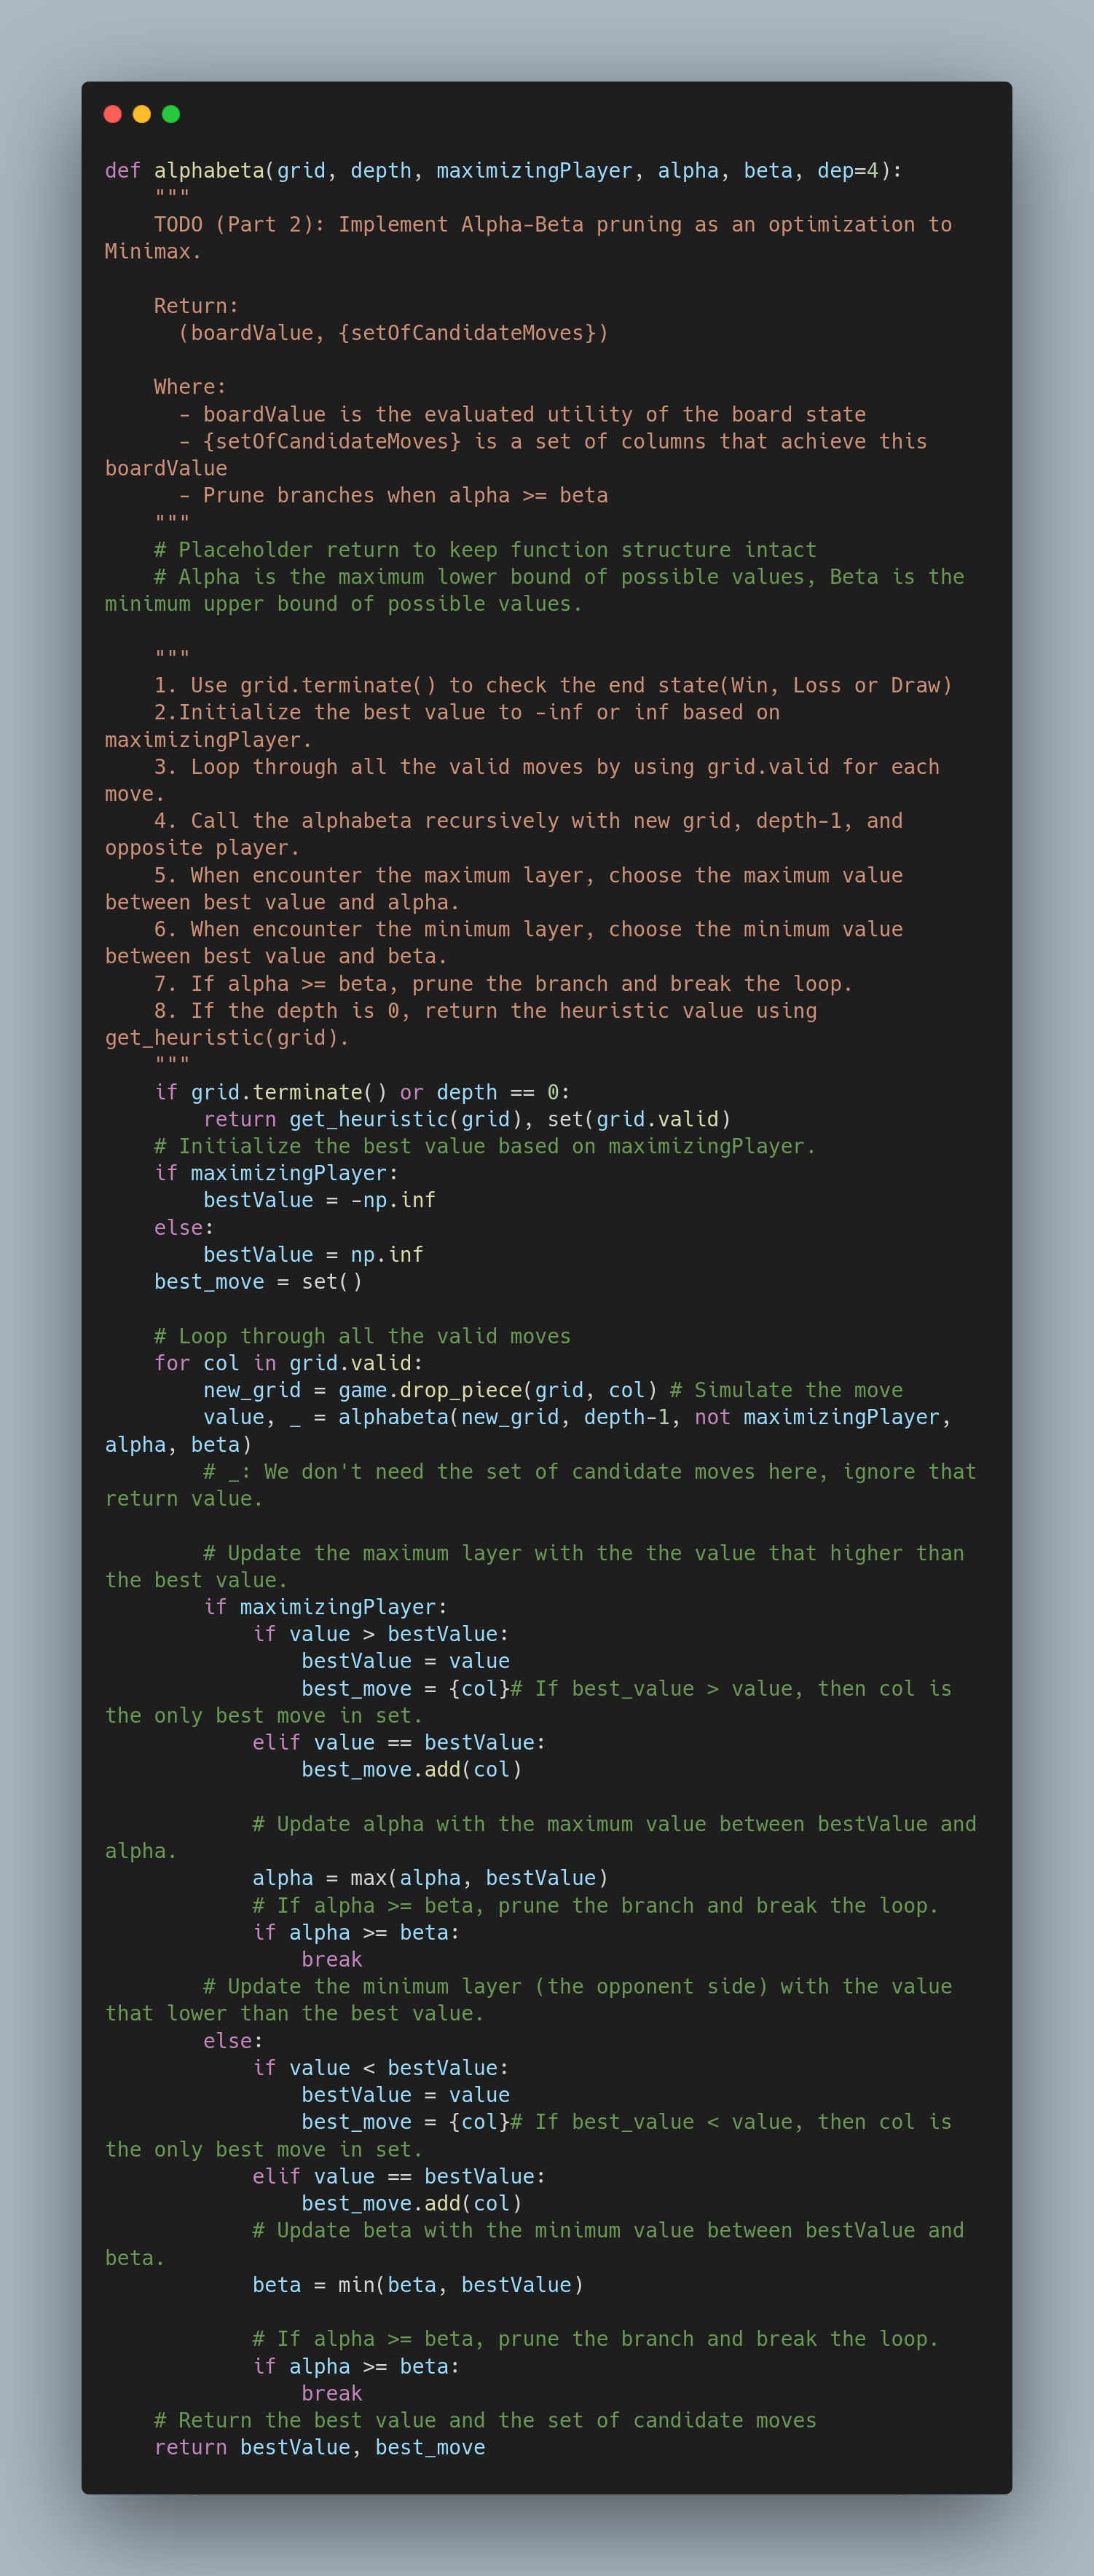 def alphabeta(grid, depth, maximizingPlayer, alpha, beta, dep=4):
    """
    TODO (Part 2): Implement Alpha-Beta pruning as an optimization to
Minimax.

    Return:
      (boardValue, {setOfCandidateMoves})

    Where:
      - boardValue is the evaluated utility of the board state
      - {setOfCandidateMoves} is a set of columns that achieve this
boardValue
      - Prune branches when alpha >= beta
    """
    # Placeholder return to keep function structure intact
    # Alpha is the maximum lower bound of possible values, Beta is the
minimum upper bound of possible values.

    """
    1. Use grid.terminate() to check the end state(Win, Loss or Draw)
    2.Initialize the best value to -inf or inf based on
maximizingPlayer.
    3. Loop through all the valid moves by using grid.valid for each
move.
    4. Call the alphabeta recursively with new grid, depth-1, and
opposite player.
    5. When encounter the maximum layer, choose the maximum value
between best value and alpha.
    6. When encounter the minimum layer, choose the minimum value
between best value and beta.
    7. If alpha >= beta, prune the branch and break the loop.
    8. If the depth is 0, return the heuristic value using
get_heuristic(grid).
    """
    if grid.terminate() or depth == 0:
        return get_heuristic(grid), set(grid.valid)
    # Initialize the best value based on maximizingPlayer.
    if maximizingPlayer:
        bestValue = -np.inf
    else:
        bestValue = np.inf
    best_move = set()

    # Loop through all the valid moves
    for col in grid.valid:
        new_grid = game.drop_piece(grid, col) # Simulate the move
        value, _ = alphabeta(new_grid, depth-1, not maximizingPlayer,
alpha, beta)
        # _: We don't need the set of candidate moves here, ignore that
return value.

        # Update the maximum layer with the the value that higher than
the best value.
        if maximizingPlayer:
            if value > bestValue:
                bestValue = value
                best_move = {col}# If best_value > value, then col is
the only best move in set.
            elif value == bestValue:
                best_move.add(col)

            # Update alpha with the maximum value between bestValue and
alpha.
            alpha = max(alpha, bestValue)
            # If alpha >= beta, prune the branch and break the loop.
            if alpha >= beta:
                break
        # Update the minimum layer (the opponent side) with the value
that lower than the best value.
        else:
            if value < bestValue:
                bestValue = value
                best_move = {col}# If best_value < value, then col is
the only best move in set.
            elif value == bestValue:
                best_move.add(col)
            # Update beta with the minimum value between bestValue and
beta.
            beta = min(beta, bestValue)

            # If alpha >= beta, prune the branch and break the loop.
            if alpha >= beta:
                break
    # Return the best value and the set of candidate moves
    return bestValue, best_move